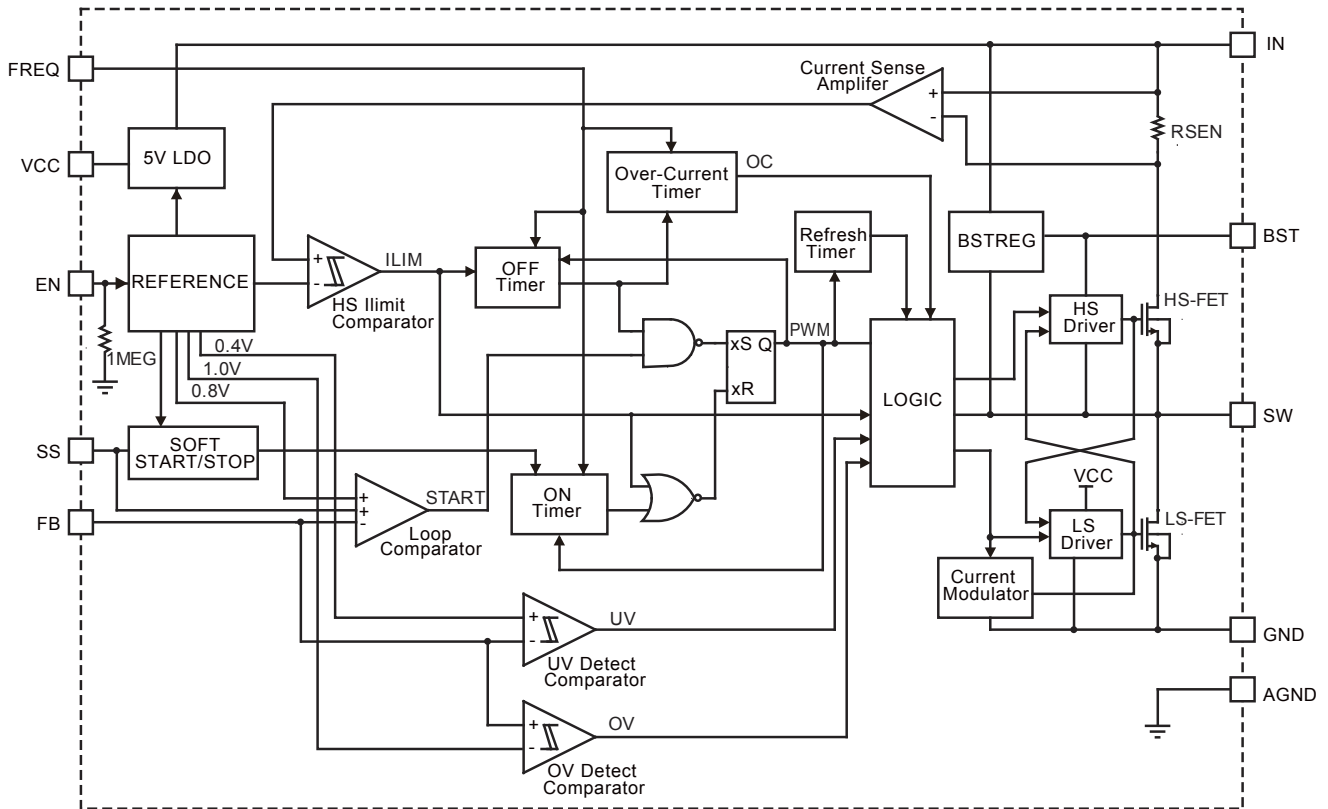 IN
FREQ
Current Sense
Amplifer
+
-
RSEN
VCC
5V LDO
Over-Current
Timer
OC
BSTREG
BST
Refresh
Timer
EN
REFERENCE
+
-
ILIM
HS Ilimit
Comparator
OFF
Timer
HS
Driver
HS-FET
1MEG
0.4V
1.0V
0.8V
xS Q
xR
PWM
LOGIC
SW
SS
SOFT
START/STOP
FB
+
+
-
START
Loop
Comparator
ON
Timer
VCC
LS
Driver
LS-FET
Current
Modulator
+
-
UV
UV Detect
Comparator
GND
AGND
+
-
OV
OV Detect
Comparator